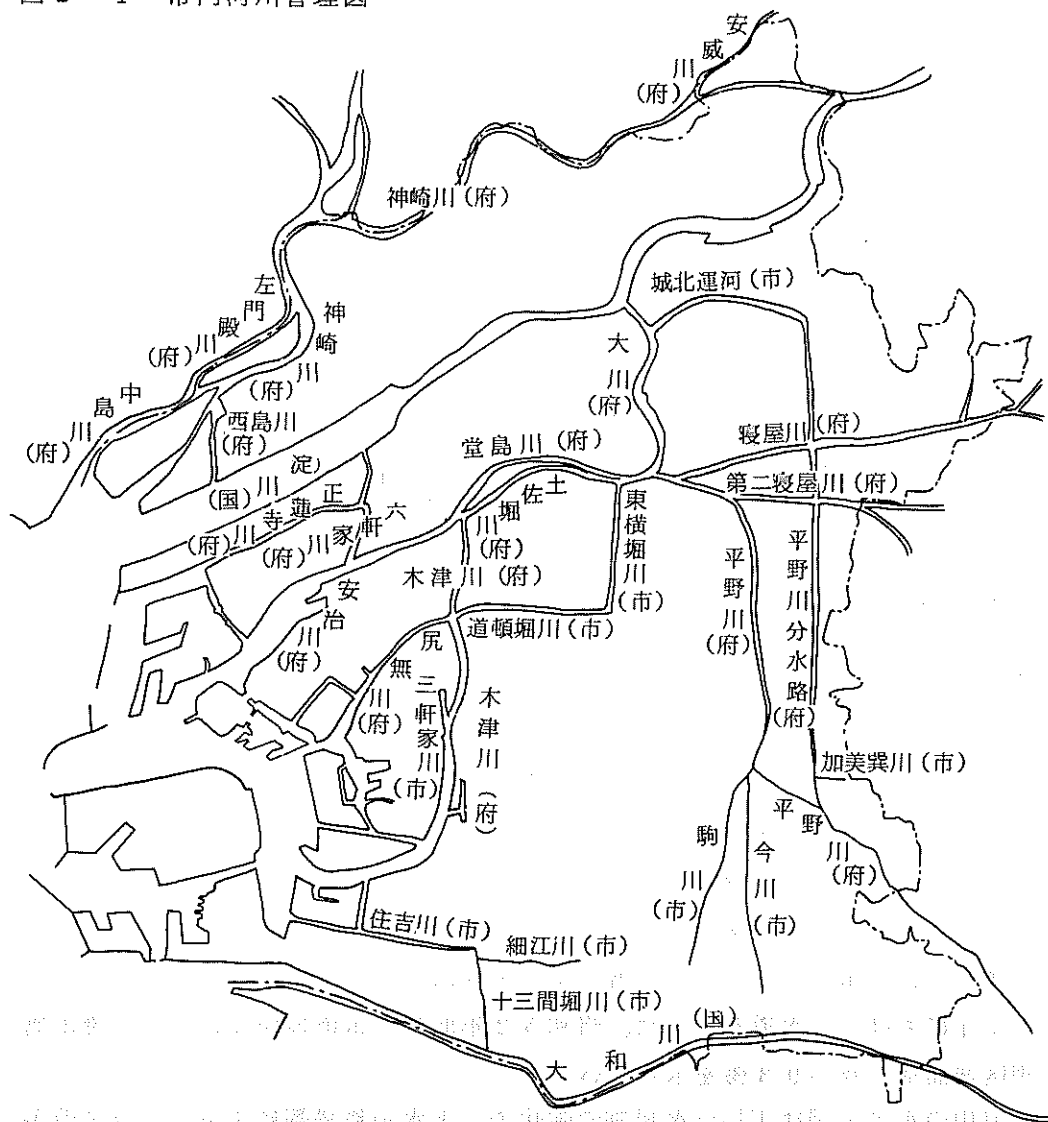 安威川(府)
神崎川(府)
左門殿川(府)
神崎川(府)
中島川(府)
西島川(府)
城北運河(市)
大川(府)
淀川(国)
正蓮寺川(府)
六軒家川(府)
堂島川(府)
土佐堀川(府)
寝屋川(府)
第二寝屋川(府)
東横堀川(市)
平野川(府)
平野川分水路(府)
安治川(府)
木津川(府)
道頓堀川(市)
尻無川(府)
三軒家川(市)
木津川(府)
加美巽川(市)
平野川(府)
駒川(市)
今川(市)
住吉川(市)
細江川(市)
十三間堀川(市)
大和川(国)